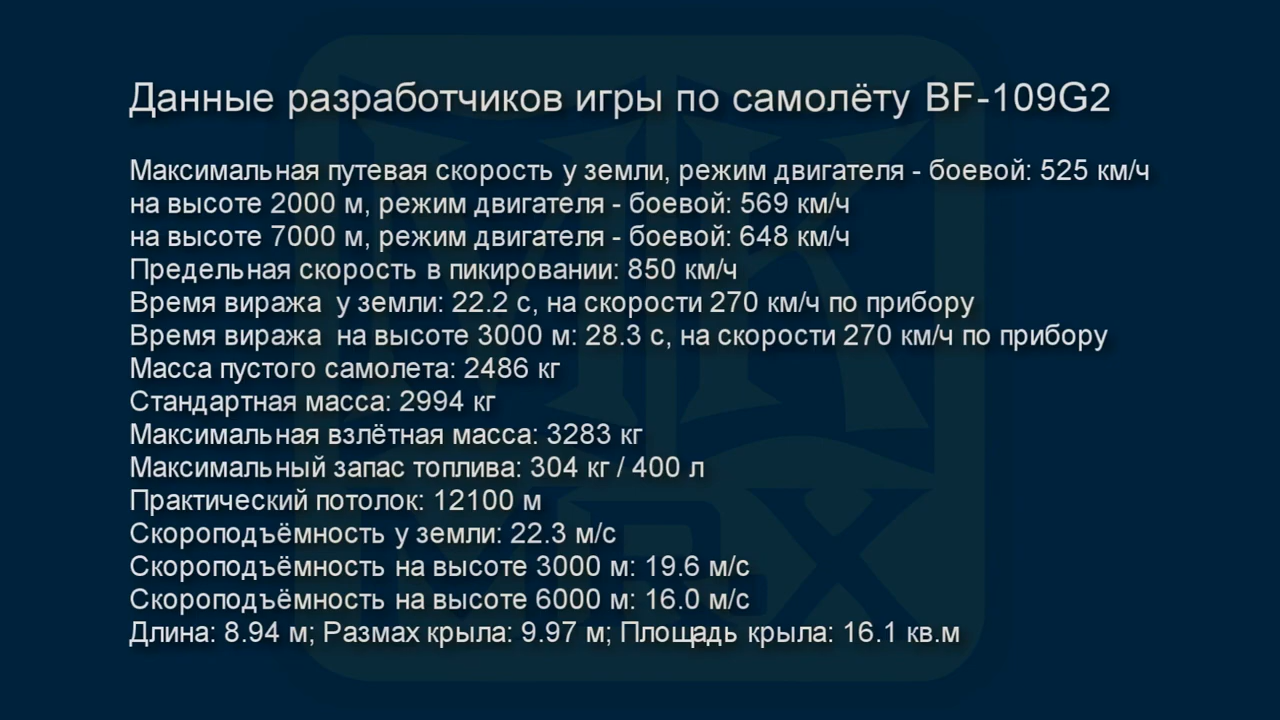 Данные разработчиков игры по самолёту BF-109G2
Максимальная путевая скорость у земли, режим двигателя - боевой: 525 км/ч
на высоте 2000 м, режим двигателя - боевой: 569 км/ч
на высоте 7000 м, режим двигателя - боевой: 648 км/ч
Предельная скорость в пикировании: 850 км/ч
Время виража у земли: 22.2 с, на скорости 270 км/ч по прибору
Время виража на высоте 3000 м: 28.3 с, на скорости 270 км/ч по прибору
Масса пустого самолета: 2486 кг
Стандартная масса: 2994 кг
Максимальная взлётная масса: 3283 кг
Максимальный запас топлива: 304 кг / 400 л
Практический потолок: 12100 м
Скороподъёмность у земли: 22.3 м/с
Скороподъёмность на высоте 3000 м: 19.6 м/с
Скороподъёмность на высоте 6000 м: 16.0 м/с
Длина: 8.94 м; Размах крыла: 9.97 м; Площадь крыла: 16.1 кв.м